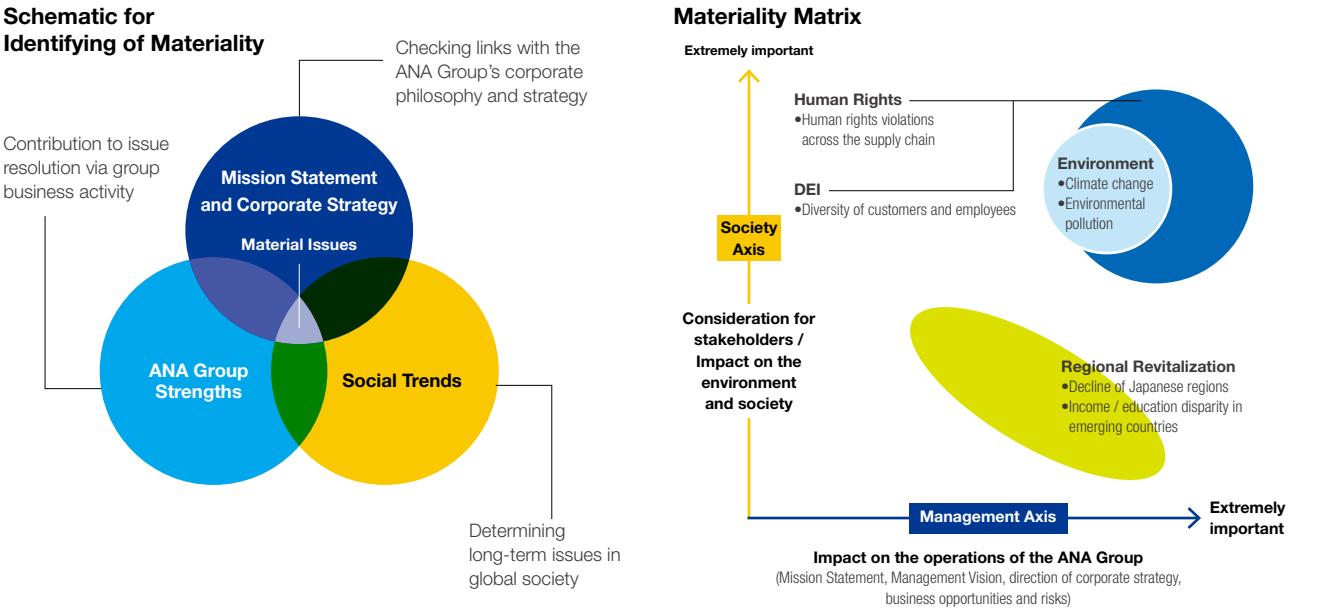 Schematic for
Identifying of Materiality
Checking links with the
ANA Group's corporate
philosophy and strategy
Contribution to issue
resolution via group
business activity
Mission Statement
and Corporate Strategy
Material Issues
ANA Group
Strengths
Social Trends
Determining
long-term issues in
global society
Materiality Matrix
Extremely important
Human Rights
•Human rights violations
across the supply chain
DEI
•Diversity of customers and employees
Environment
•Climate change
•Environmental
pollution
Society
Axis
Consideration for
stakeholders /
Impact on the
environment
and society
Regional Revitalization
•Decline of Japanese regions
•Income / education disparity in
emerging countries
Management Axis
Extremely
important
Impact on the operations of the ANA Group
(Mission Statement, Management Vision, direction of corporate strategy,
business opportunities and risks)